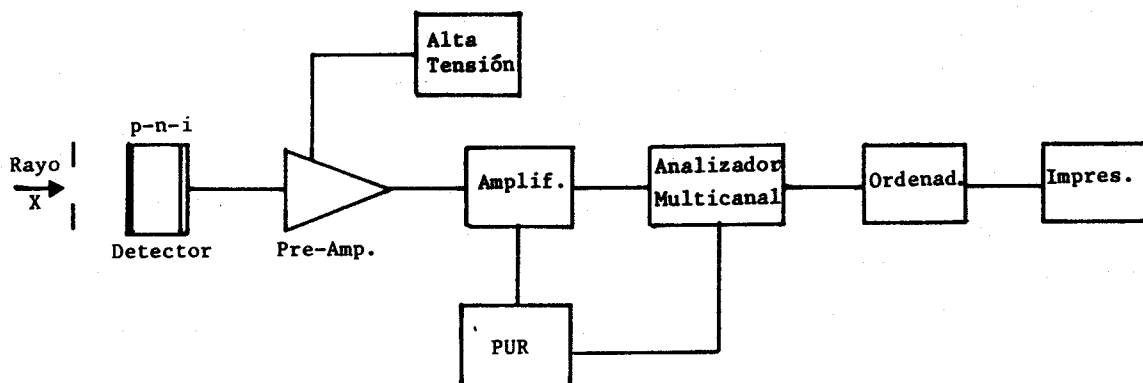 Alta
Tensión
p-n-i
Rayo
X
Detector
Pre-Amp.
Amplif.
Analizador
Multicanal
Ordenad.
Impres.
PUR